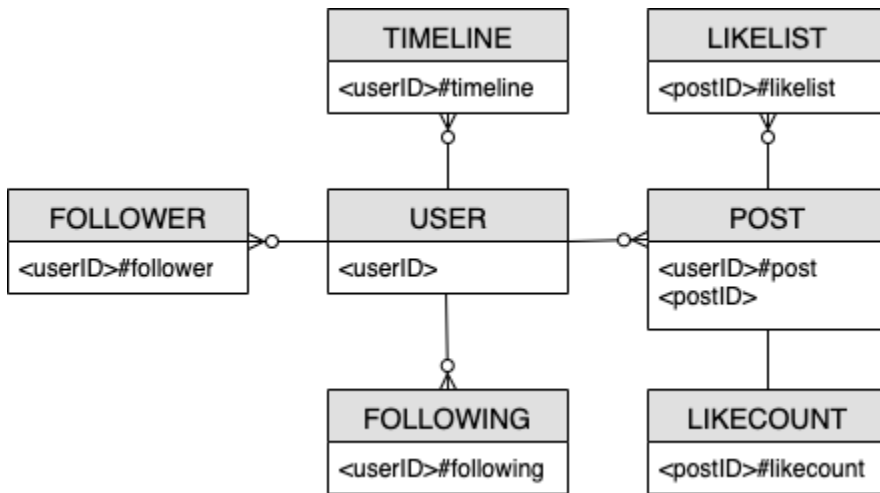 TIMELINE
<userID>#timeline
LIKELIST
<postID>#likelist
FOLLOWER
<userID>#follower
USER
<userID>
POST
<userID>#post
<postID>
FOLLOWING
<userID>#following
LIKECOUNT
<postID>#likecount